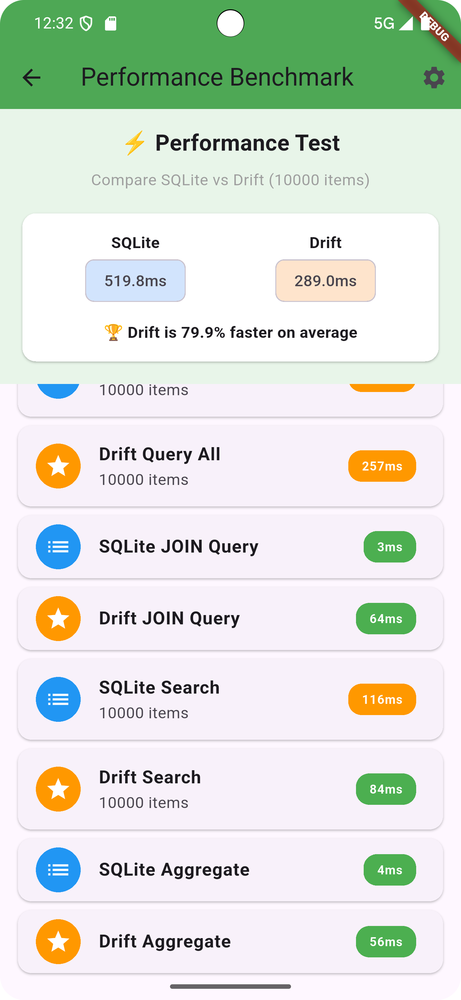 12:32
5G
DEBUG
Performance Benchmark
⚡ Performance Test
Compare SQLite vs Drift (10000 items)
SQLite
Drift
519.8ms
289.0ms
🏆 Drift is 79.9% faster on average
10000 items
Drift Query All
10000 items
257ms
SQLite JOIN Query
3ms
Drift JOIN Query
64ms
SQLite Search
10000 items
116ms
Drift Search
10000 items
84ms
SQLite Aggregate
4ms
Drift Aggregate
56ms